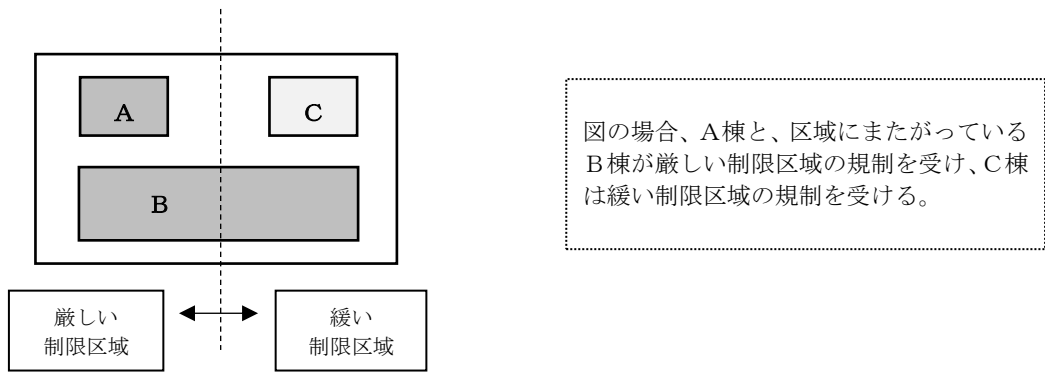 A
C
B
図の場合、A棟と、区域にまたがっている
B棟が厳しい制限区域の規制を受け、C棟
は緩い制限区域の規制を受ける。
厳しい
制限区域
緩い
制限区域